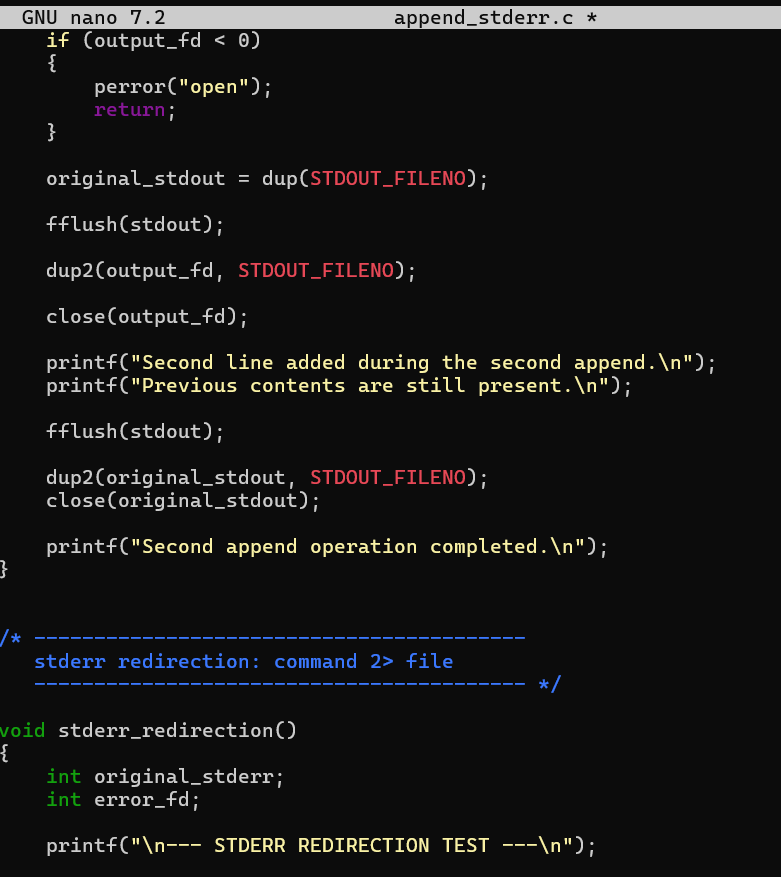 GNU nano 7.2                   append_stderr.c *
    if (output_fd < 0)
    {
        perror("open");
        return;
    }

    original_stdout = dup(STDOUT_FILENO);

    fflush(stdout);

    dup2(output_fd, STDOUT_FILENO);

    close(output_fd);

    printf("Second line added during the second append.\n");
    printf("Previous contents are still present.\n");

    fflush(stdout);

    dup2(original_stdout, STDOUT_FILENO);
    close(original_stdout);

    printf("Second append operation completed.\n");
}


/* -----------------------------------------
   stderr redirection: command 2> file
   ----------------------------------------- */

void stderr_redirection()
{
    int original_stderr;
    int error_fd;

    printf("\n--- STDERR REDIRECTION TEST ---\n");